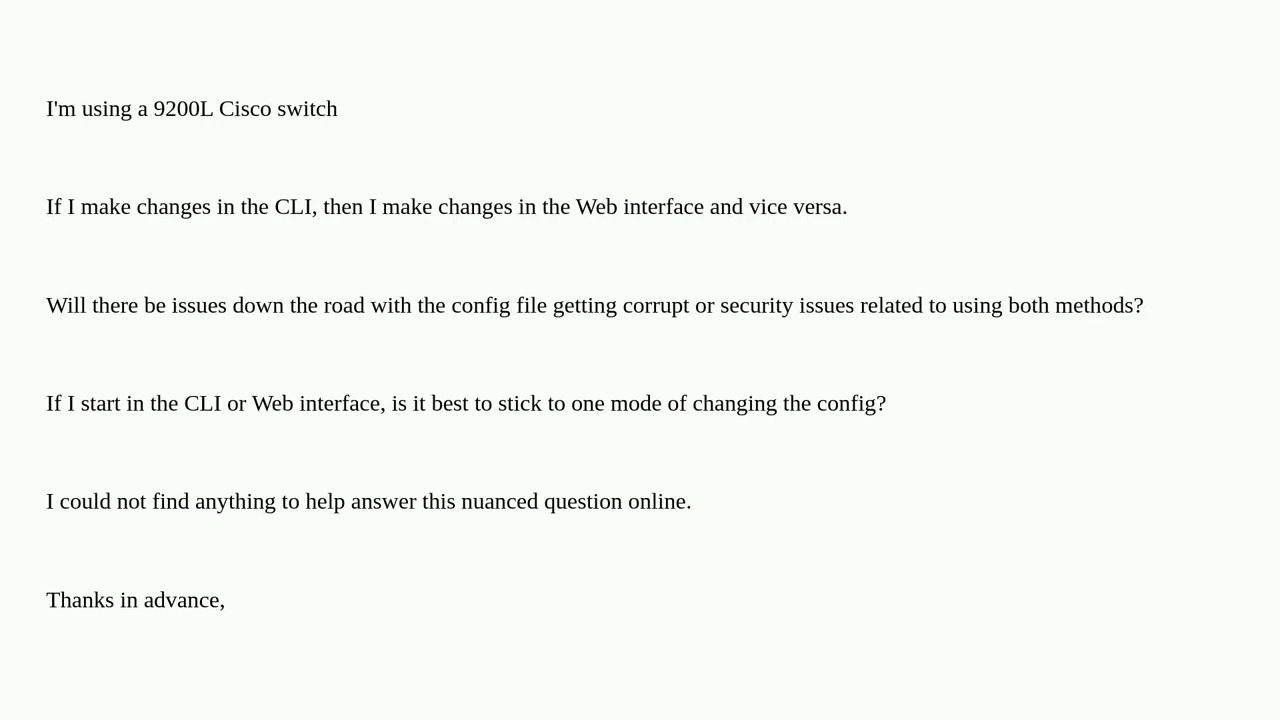 I'm using a 9200L Cisco switch
If I make changes in the CLI, then I make changes in the Web interface and vice versa.
Will there be issues down the road with the config file getting corrupt or security issues related to using both methods?
If I start in the CLI or Web interface, is it best to stick to one mode of changing the config?
I could not find anything to help answer this nuanced question online.
Thanks in advance,